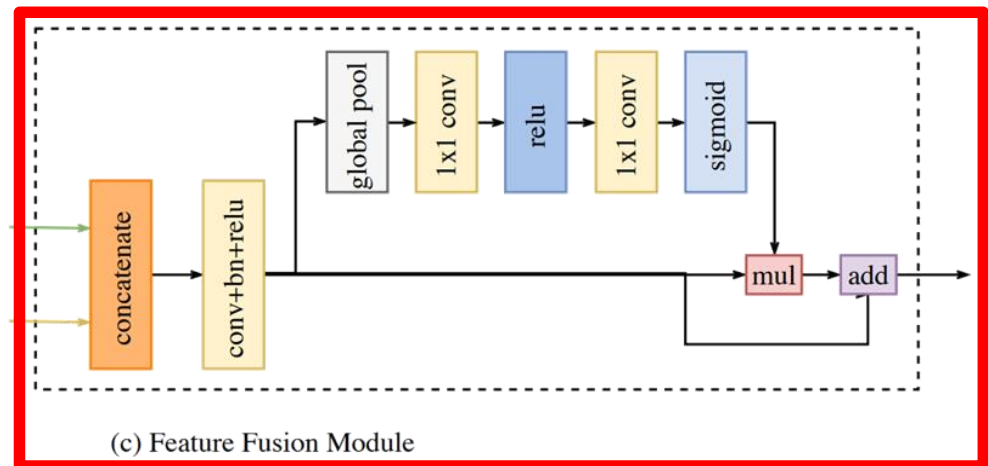 concatenate
conv+bn+relu
global pool
1x1 conv
relu
1x1 conv
sigmoid
mul
add
(c) Feature Fusion Module